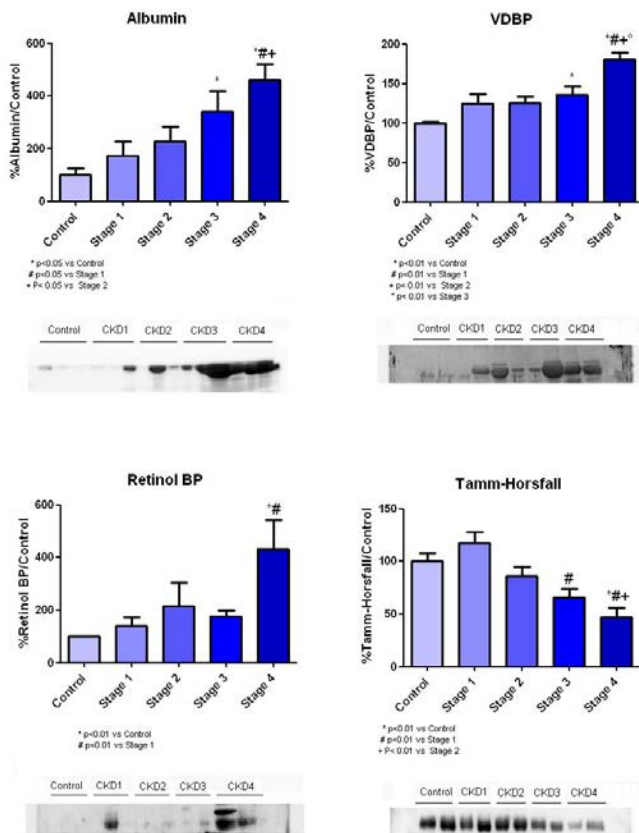 Albumin
%Albumin/Control
600
400
200
0
*
*#+
Control
Stage 1
Stage 2
Stage 3
Stage 4
* p<0.05 vs Control
# p<0.05 vs Stage 1
+ P< 0.05 vs Stage 2
Control CKD1 CKD2 CKD3 CKD4
VDBP
%VDBP/Control
200
150
100
50
0
*
*#+°
Control
Stage 1
Stage 2
Stage 3
Stage 4
* p<0.01 vs Control
# p<0.01 vs Stage 1
+ p< 0.01 vs Stage 2
° p< 0.01 vs Stage 3
Control CKD1 CKD2 CKD3 CKD4
Retinol BP
%Retinol BP/Control
600
400
200
0
*#
Control
Stage 1
Stage 2
Stage 3
Stage 4
* p<0.01 vs Control
# p<0.01 vs Stage 1
Control CKD1 CKD2 CKD3 CKD4
Tamm-Horsfall
%Tamm-Horsfall/Control
150
100
50
0
#
*#+
Control
Stage 1
Stage 2
Stage 3
Stage 4
* p<0.01 vs Control
# p<0.01 vs Stage 1
+ P< 0.01 vs Stage 2
Control CKD1 CKD2 CKD3 CKD4